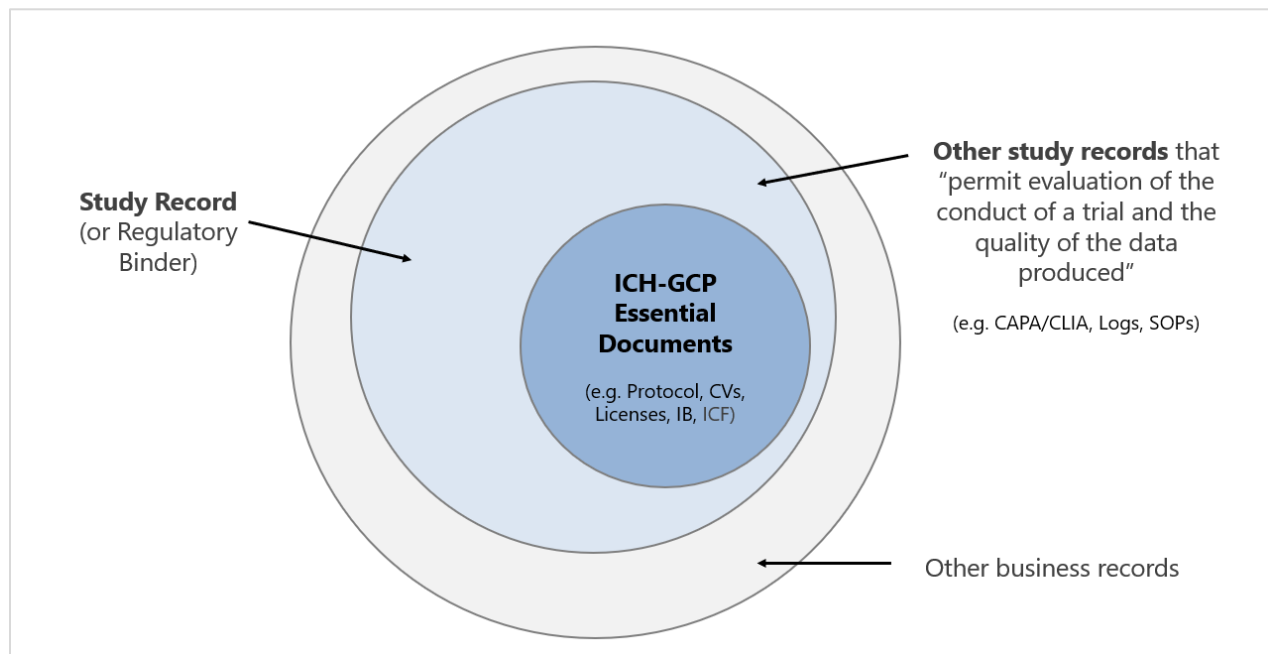 Study Record
(or Regulatory
Binder)
ICH-GCP
Essential
Documents
(e.g. Protocol, CVs,
Licenses, IB, ICF)
Other study records that
“permit evaluation of the
conduct of a trial and the
quality of the data
produced”
(e.g. CAPA/CLIA, Logs, SOPs)
Other business records